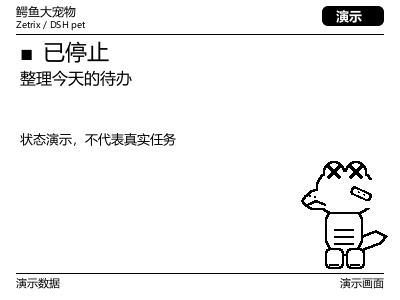 鳄鱼大宠物
Zetrix / DSH pet
演示
■ 已停止
整理今天的待办
状态演示，不代表真实任务
演示数据
演示画面